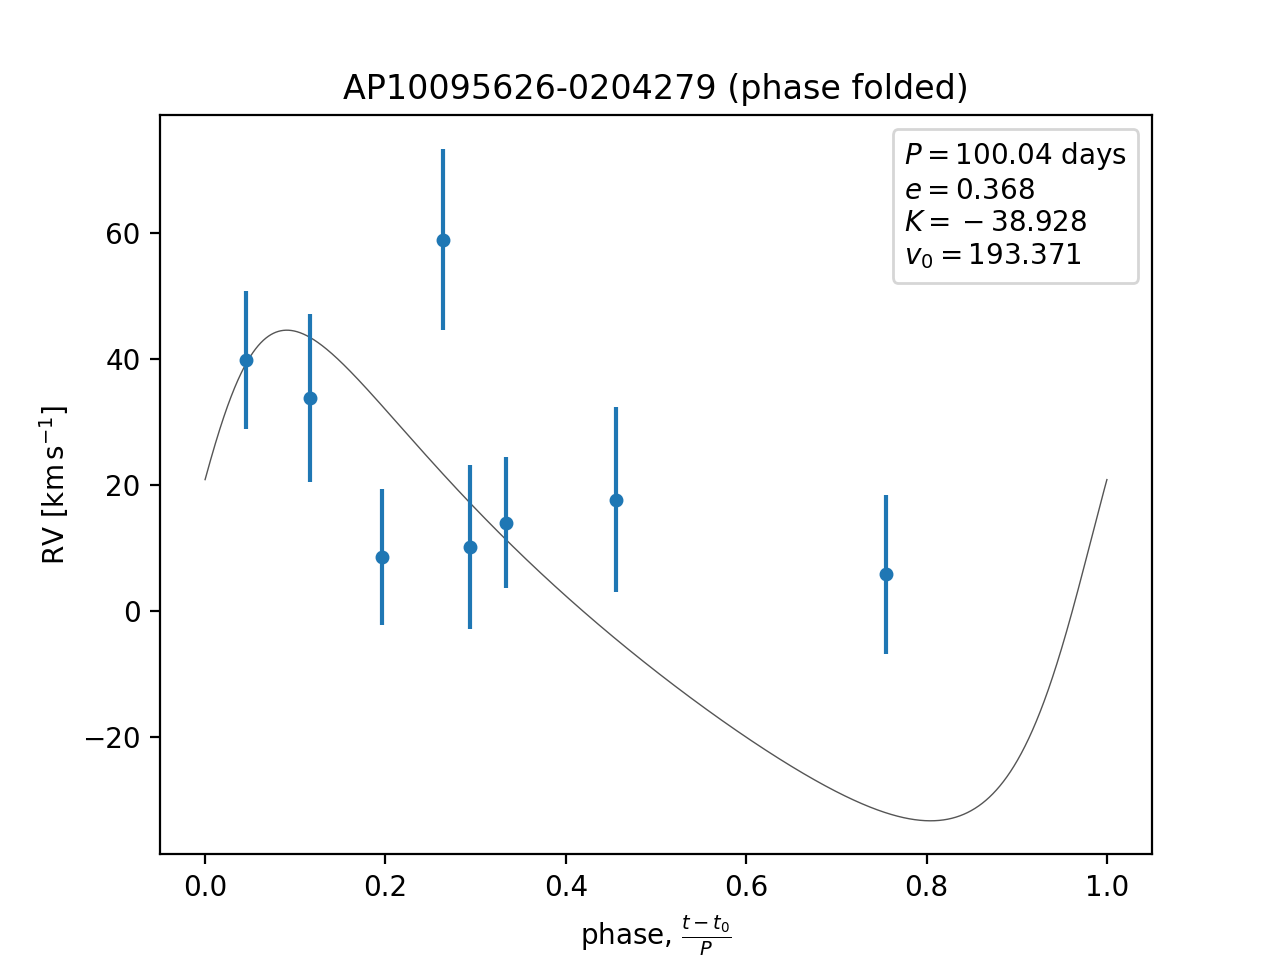 AP10095626-0204279 (phase folded)
P = 100.04 days
e = 0.368
K = −38.928
v₀ = 193.371
60
40
20
0
−20
RV [km s⁻¹]
0.0 0.2 0.4 0.6 0.8 1.0
phase, (t − t₀)/P